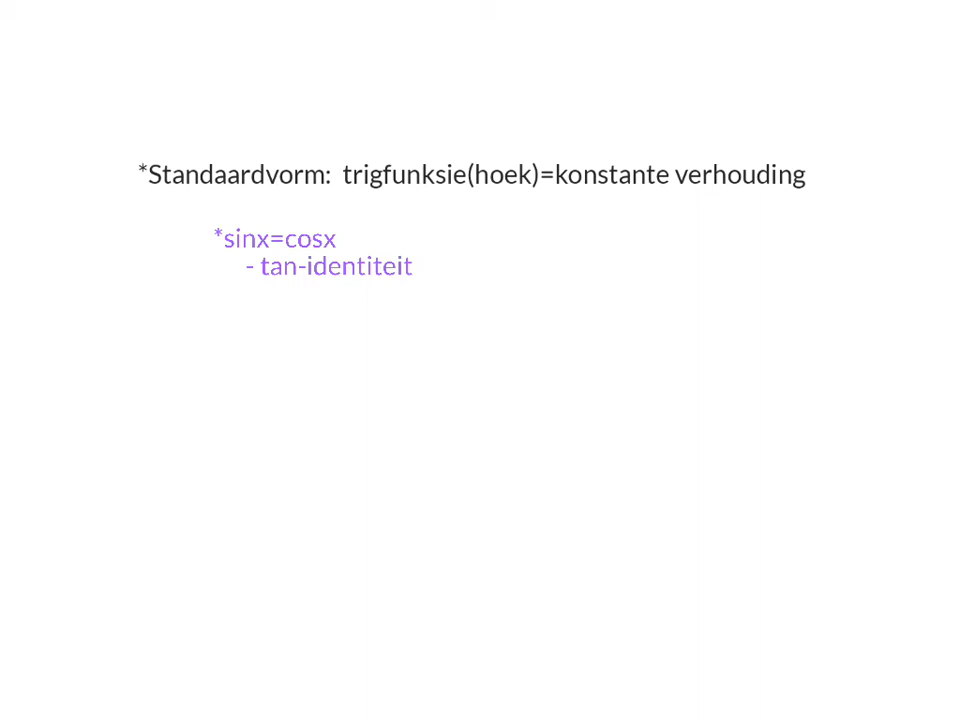 *Standaardvorm: trigfunksie(hoek)=konstante verhouding
*sinx=cosx
- tan-identiteit